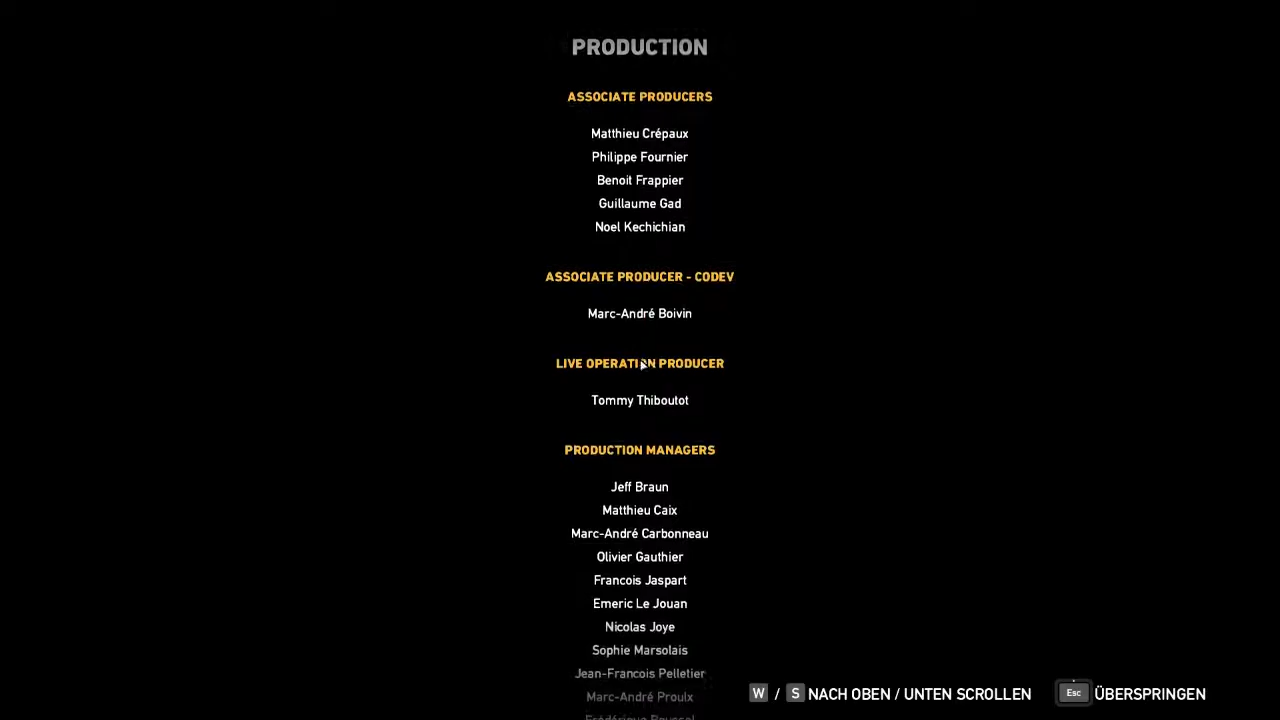 PRODUCTION
ASSOCIATE PRODUCERS
Matthieu Crépaux
Philippe Fournier
Benoit Frappier
Guillaume Gad
Noel Kechichian
ASSOCIATE PRODUCER - CODEV
Marc-André Boivin
LIVE OPERATION PRODUCER
Tommy Thiboutot
PRODUCTION MANAGERS
Jeff Braun
Matthieu Caix
Marc-André Carbonneau
Olivier Gauthier
Francois Jaspart
Emeric Le Jouan
Nicolas Joye
Sophie Marsolais
Jean-Francois Pelletier
Marc-André Proulx
W / S NACH OBEN / UNTEN SCROLLEN
Esc ÜBERSPRINGEN